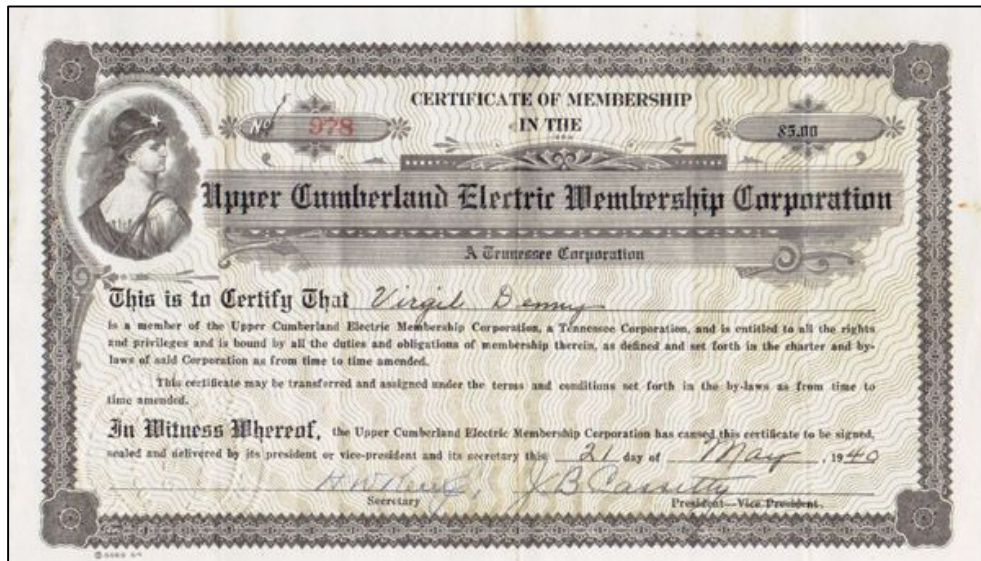 CERTIFICATE OF MEMBERSHIP
IN THE
No 978
$5.00
Upper Cumberland Electric Membership Corporation
A Tennessee Corporation
This is to Certify That Virgil Denny
is a member of the Upper Cumberland Electric Membership Corporation, a Tennessee Corporation, and is entitled to all the rights
and privileges and is bound by all the duties and obligations of membership therein, as defined and set forth in the charter and by-
laws of said Corporation as from time to time amended.
This certificate may be transferred and assigned under the terms and conditions set forth in the by-laws as from time to
time amended.
In Witness Whereof, the Upper Cumberland Electric Membership Corporation has caused this certificate to be signed,
sealed and delivered by its president or vice-president and its secretary this 21 day of May, 1940
J B Cassetty
Secretary President—Vice President.